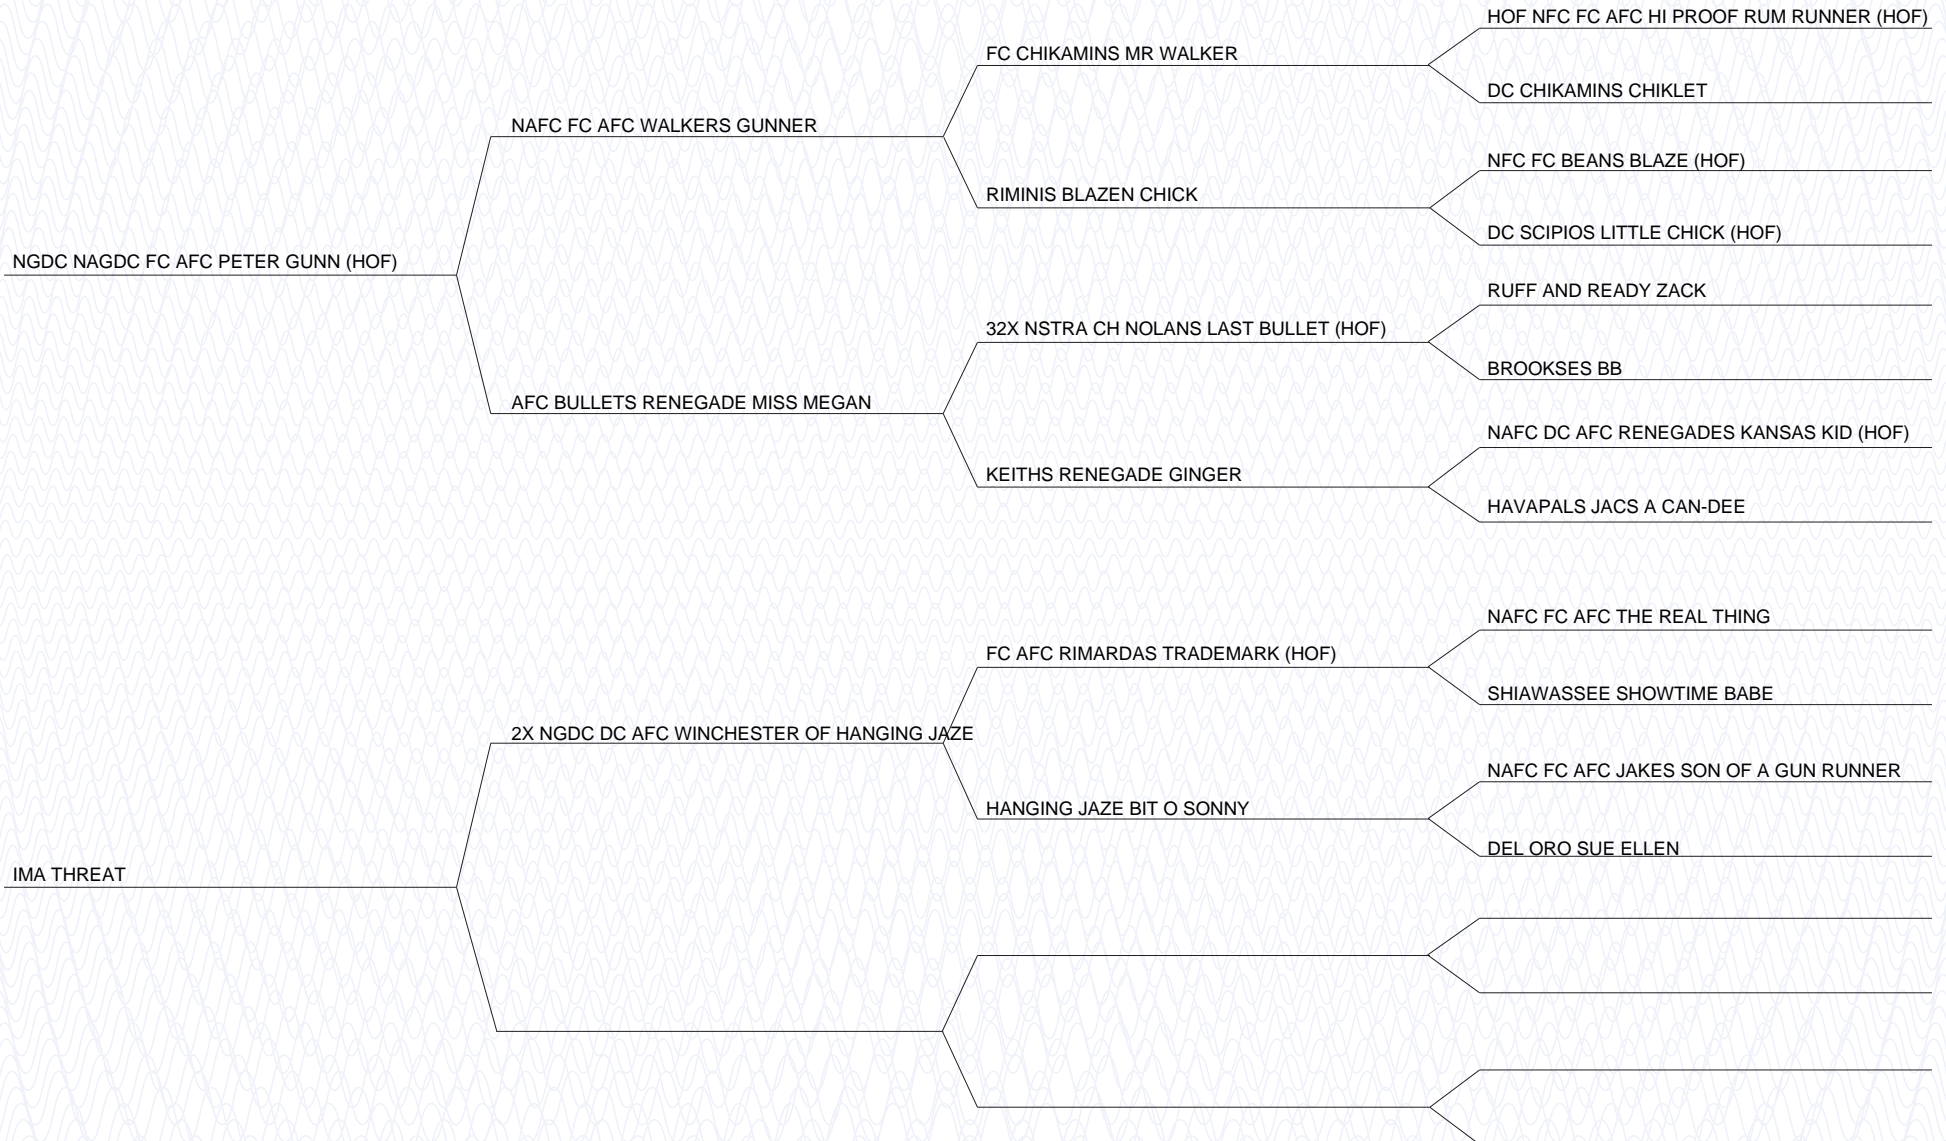 HOF NFC FC AFC HI PROOF RUM RUNNER (HOF)
FC CHIKAMINS MR WALKER
DC CHIKAMINS CHIKLET
NAFC FC AFC WALKERS GUNNER
NFC FC BEANS BLAZE (HOF)
RIMINIS BLAZEN CHICK
DC SCIPIOS LITTLE CHICK (HOF)
NGDC NAGDC FC AFC PETER GUNN (HOF)
RUFF AND READY ZACK
32X NSTRA CH NOLANS LAST BULLET (HOF)
BROOKSES BB
AFC BULLETS RENEGADE MISS MEGAN
NAFC DC AFC RENEGADES KANSAS KID (HOF)
KEITHS RENEGADE GINGER
HAVAPALS JACS A CAN-DEE
NAFC FC AFC THE REAL THING
FC AFC RIMARDAS TRADEMARK (HOF)
SHIAWASSEE SHOWTIME BABE
2X NGDC DC AFC WINCHESTER OF HANGING JAZE
NAFC FC AFC JAKES SON OF A GUN RUNNER
HANGING JAZE BIT O SONNY
DEL ORO SUE ELLEN
IMA THREAT